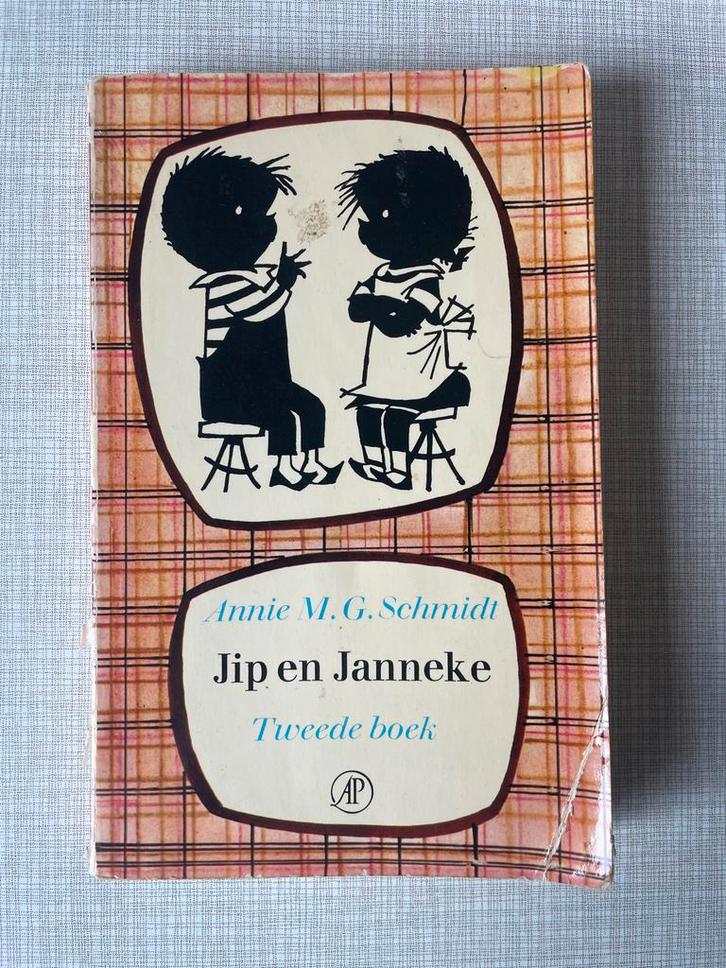 Annie M.G. Schmidt
Jip en Janneke
Tweede boek
AP